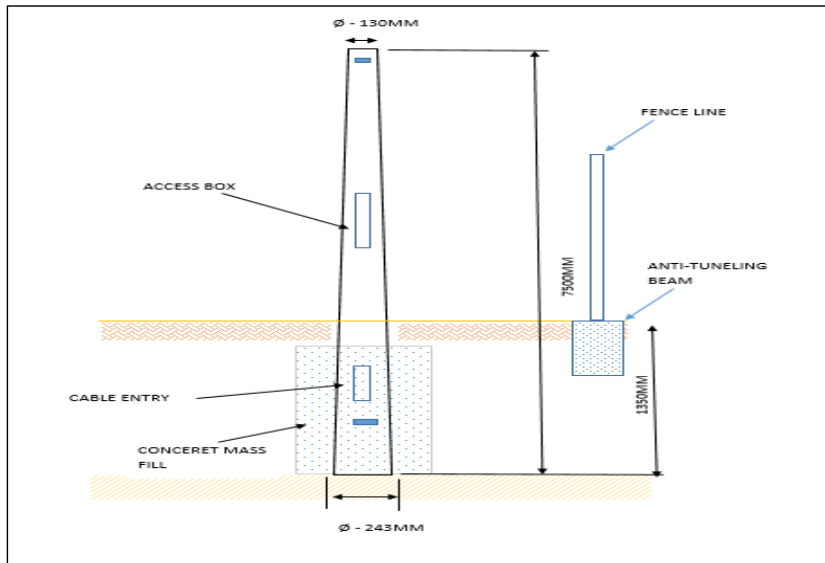 Ø - 130MM
FENCE LINE
ACCESS BOX
ANTI-TUNELING
BEAM
7500MM
1350MM
CABLE ENTRY
CONCERET MASS
FILL
Ø - 243MM